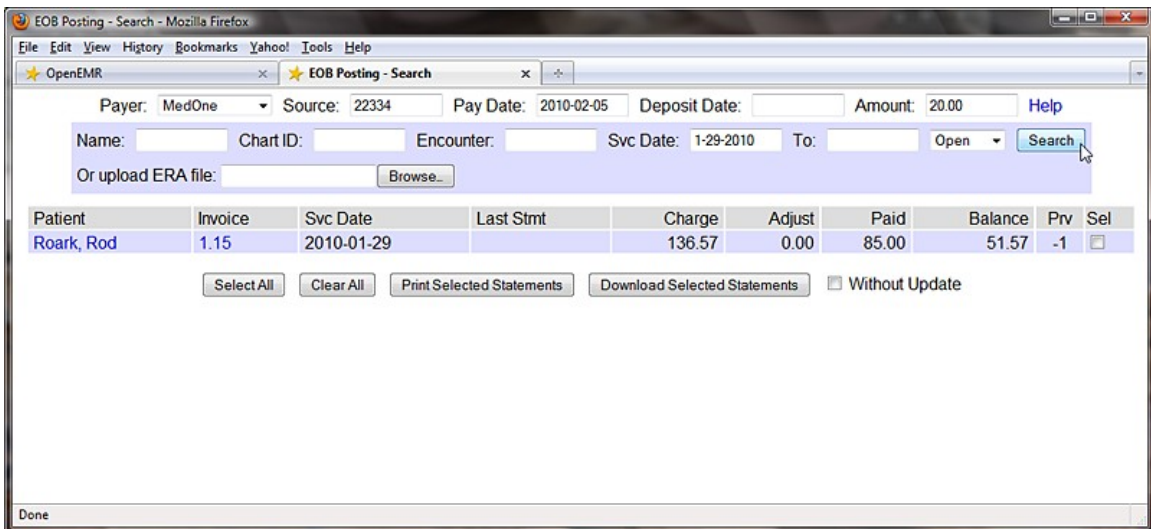 EOB Posting - Search - Mozilla Firefox
File Edit View History Bookmarks Yahoo! Tools Help
OpenEMR EOB Posting - Search
Payer: MedOne Source: 22334 Pay Date: 2010-02-05 Deposit Date: Amount: 20.00 Help
Name: Chart ID: Encounter: Svc Date: 1-29-2010 To: Open Search
Or upload ERA file: Browse...
Patient Invoice Svc Date Last Stmt Charge Adjust Paid Balance Prv Sel
Roark, Rod 1.15 2010-01-29 136.57 0.00 85.00 51.57 -1
Select All Clear All Print Selected Statements Download Selected Statements Without Update
Done